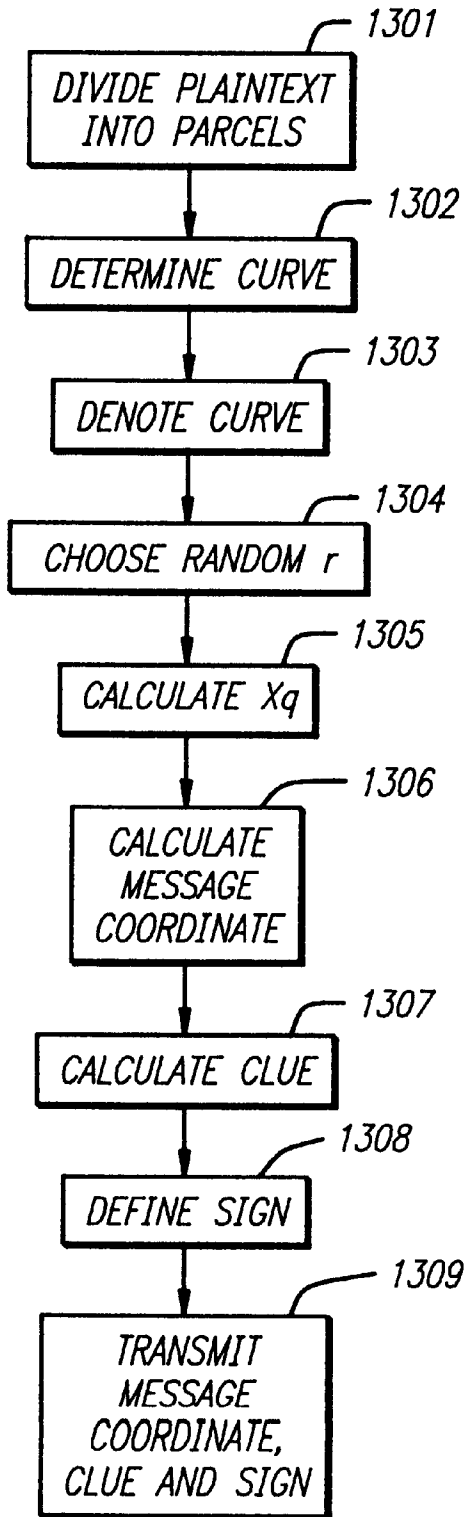 1301
DIVIDE PLAINTEXT
INTO PARCELS
1302
DETERMINE CURVE
1303
DENOTE CURVE
1304
CHOOSE RANDOM r
1305
CALCULATE Xq
1306
CALCULATE
MESSAGE
COORDINATE
1307
CALCULATE CLUE
1308
DEFINE SIGN
1309
TRANSMIT
MESSAGE
COORDINATE,
CLUE AND SIGN